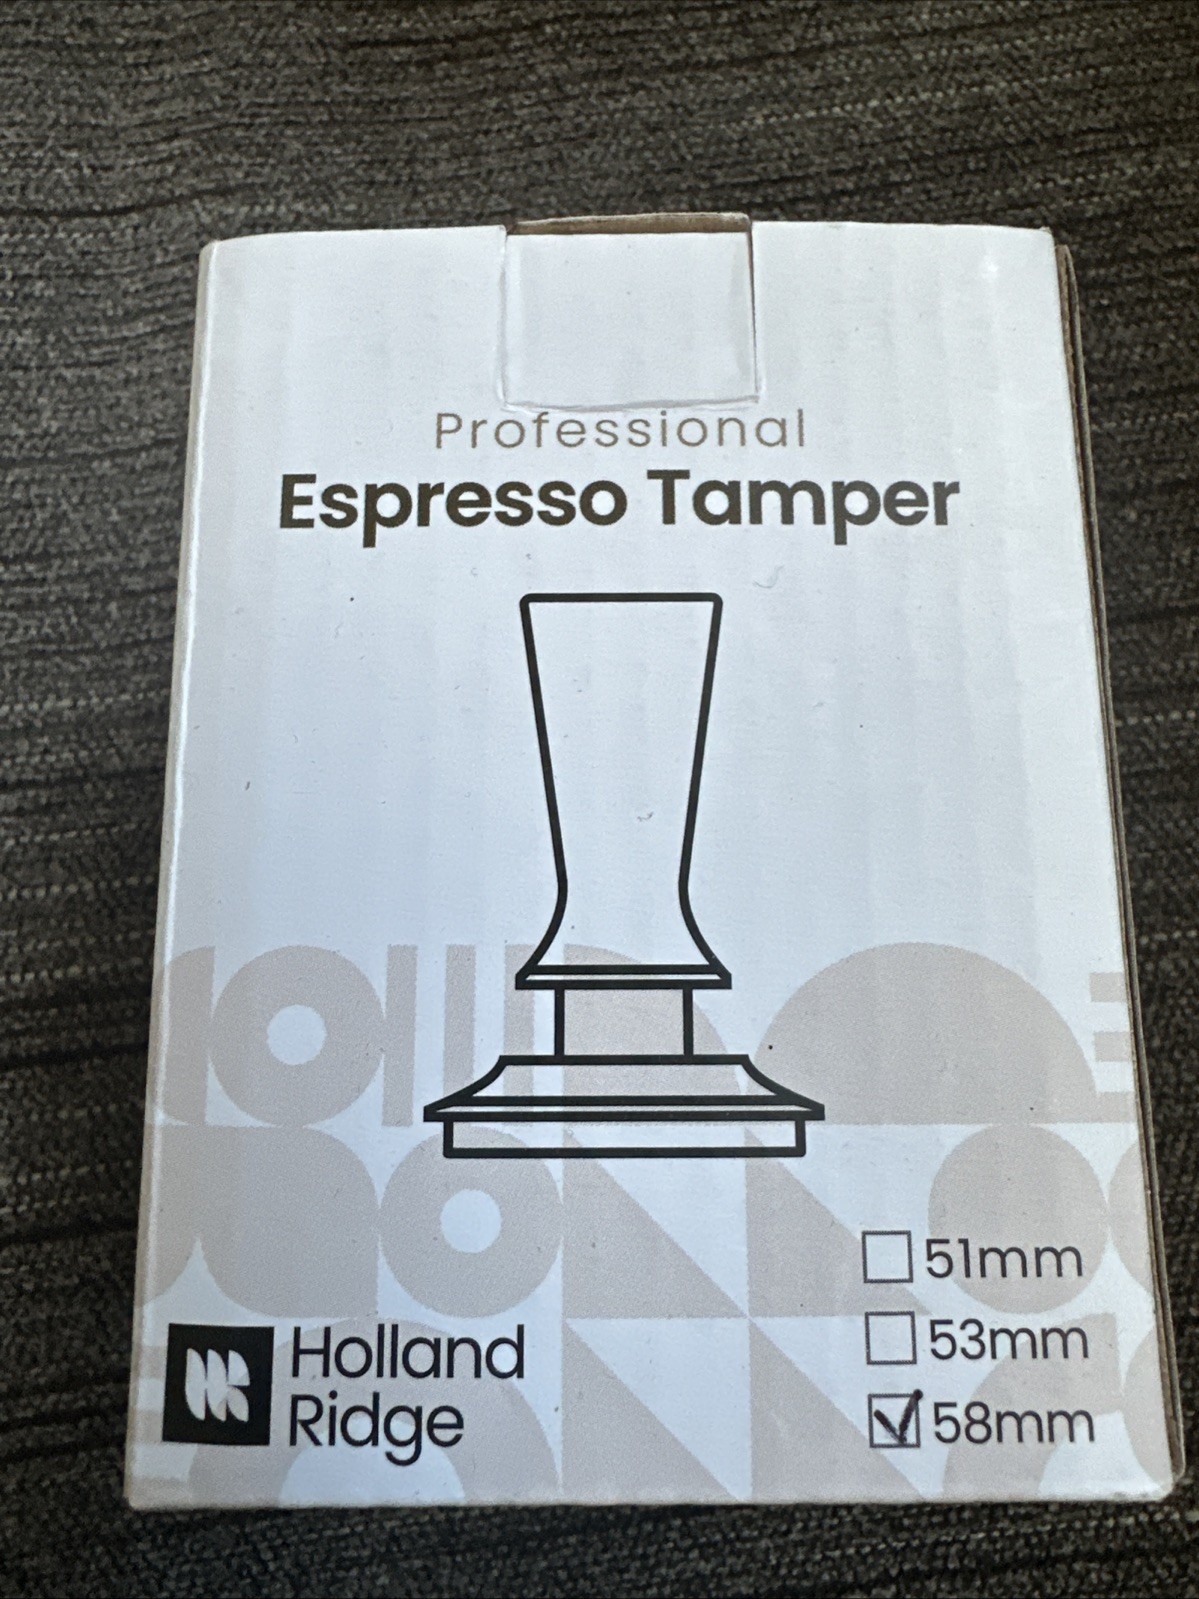 Professional
Espresso Tamper
51mm
53mm
58mm
Holland
Ridge